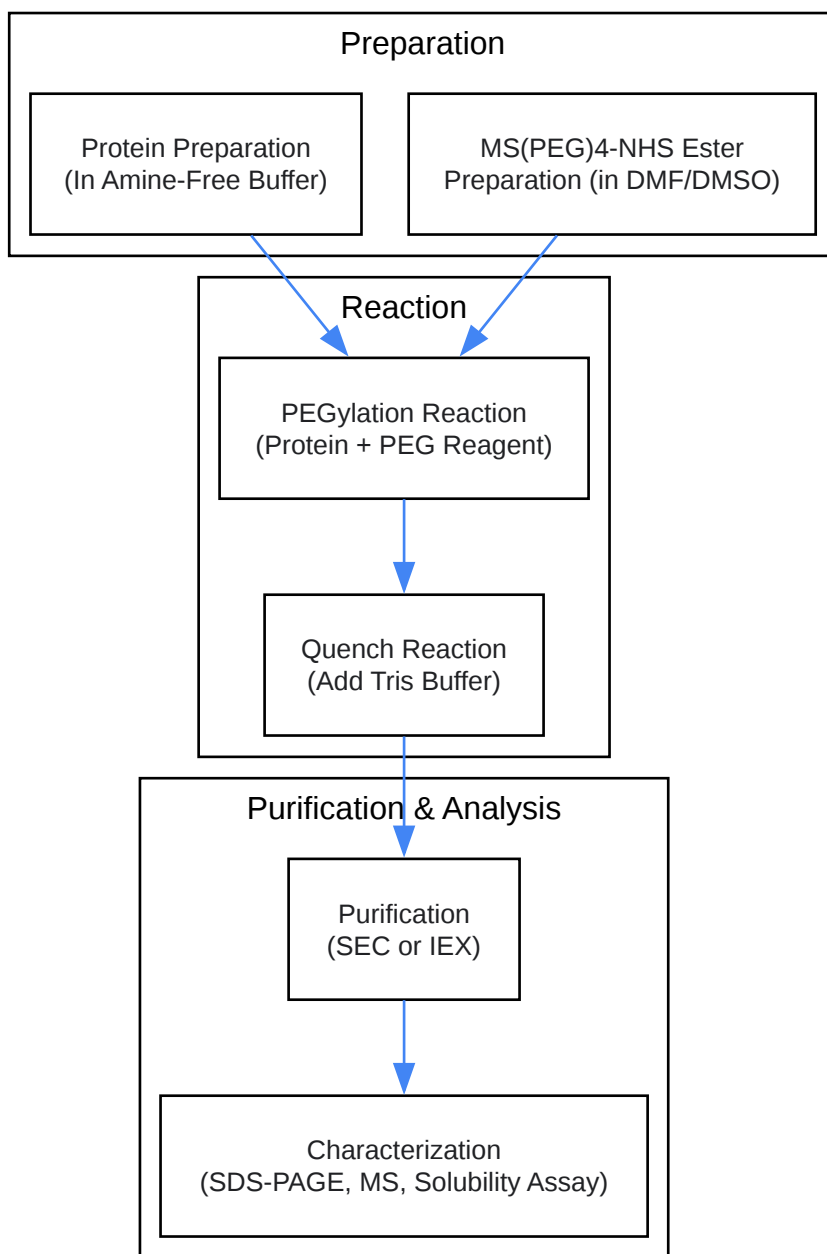 Preparation
Protein Preparation
(In Amine-Free Buffer)
MS(PEG)4-NHS Ester
Preparation (in DMF/DMSO)
Reaction
PEGylation Reaction
(Protein + PEG Reagent)
Quench Reaction
(Add Tris Buffer)
Purification & Analysis
Purification
(SEC or IEX)
Characterization
(SDS-PAGE, MS, Solubility Assay)